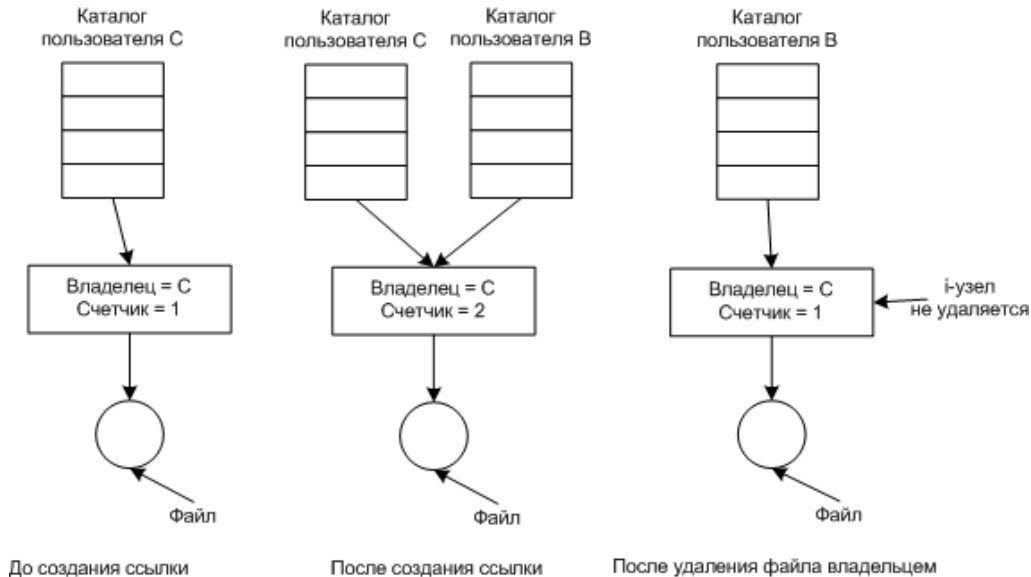 Каталог
пользователя С
Каталог
пользователя С
Каталог
пользователя В
Каталог
пользователя В
Владелец = С
Счетчик = 1
Владелец = С
Счетчик = 2
Владелец = С
Счетчик = 1
i-узел
не удаляется
Файл
Файл
Файл
До создания ссылки
После создания ссылки
После удаления файла владельцем